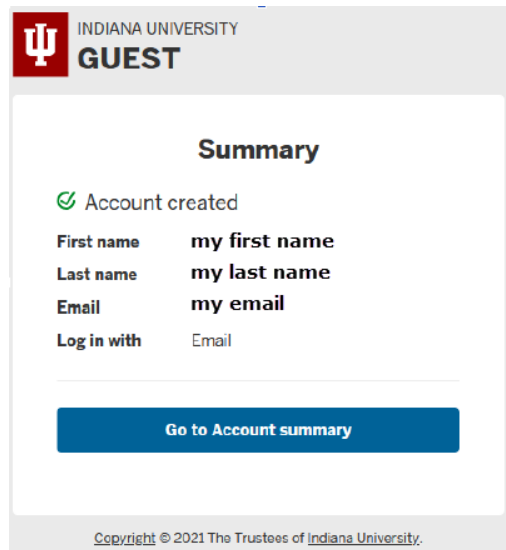 INDIANA UNIVERSITY
GUEST
Summary
Account created
First name my first name
Last name my last name
Email my email
Log in with Email
Go to Account summary
Copyright © 2021 The Trustees of Indiana University.